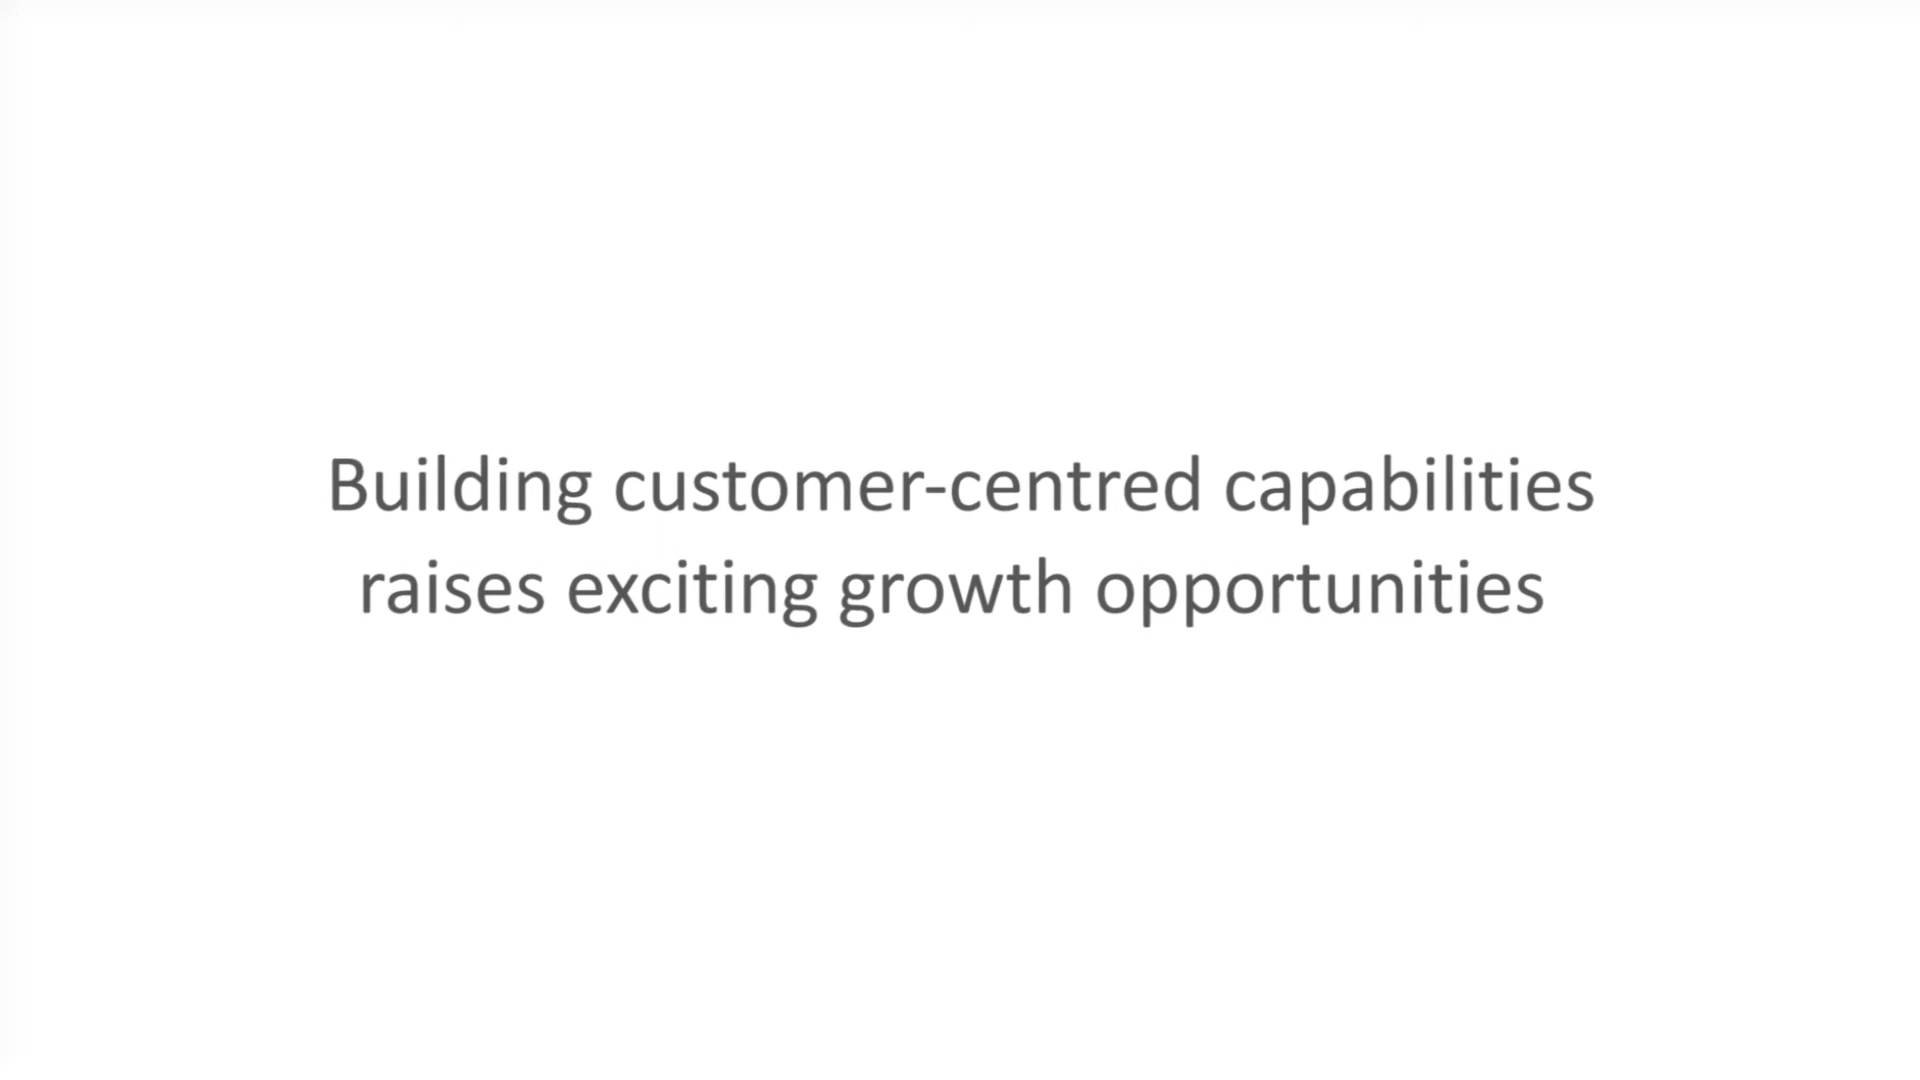 Building customer-centred capabilities
raises exciting growth opportunities